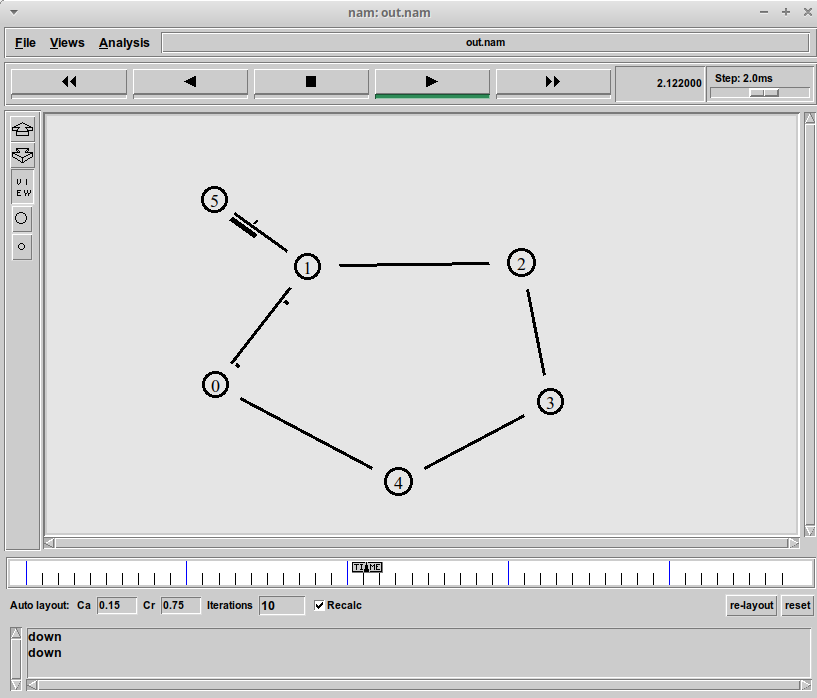 nam: out.nam
File Views Analysis out.nam
2.122000 Step: 2.0ms
VIEW
5
1
2
0
3
4
TIME
Auto layout: Ca 0.15 Cr 0.75 Iterations 10 Recalc re-layout reset
down
down